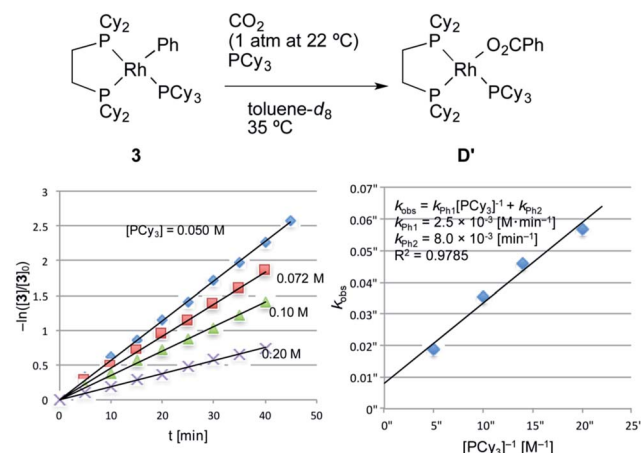 Cy2
P
Ph
Rh
P
PCy3
Cy2
3
CO2
(1 atm at 22 ºC)
PCy3
toluene-d8
35 ºC
Cy2
P
O2CPh
Rh
P
PCy3
Cy2
D'
−ln([3]/[3]0)
3
2.5
2
1.5
1
0.5
0
[PCy3] = 0.050 M
0.072 M
0.10 M
0.20 M
0 10 20 30 40 50
t [min]
kobs
0.07"
0.06"
0.05"
0.04"
0.03"
0.02"
0.01"
0"
kobs = kPh1[PCy3]-1 + kPh2
kPh1 = 2.5 × 10-3 [M·min−1]
kPh2 = 8.0 × 10-3 [min−1]
R2 = 0.9785
0" 5" 10" 15" 20" 25"
[PCy3]−1 [M−1]